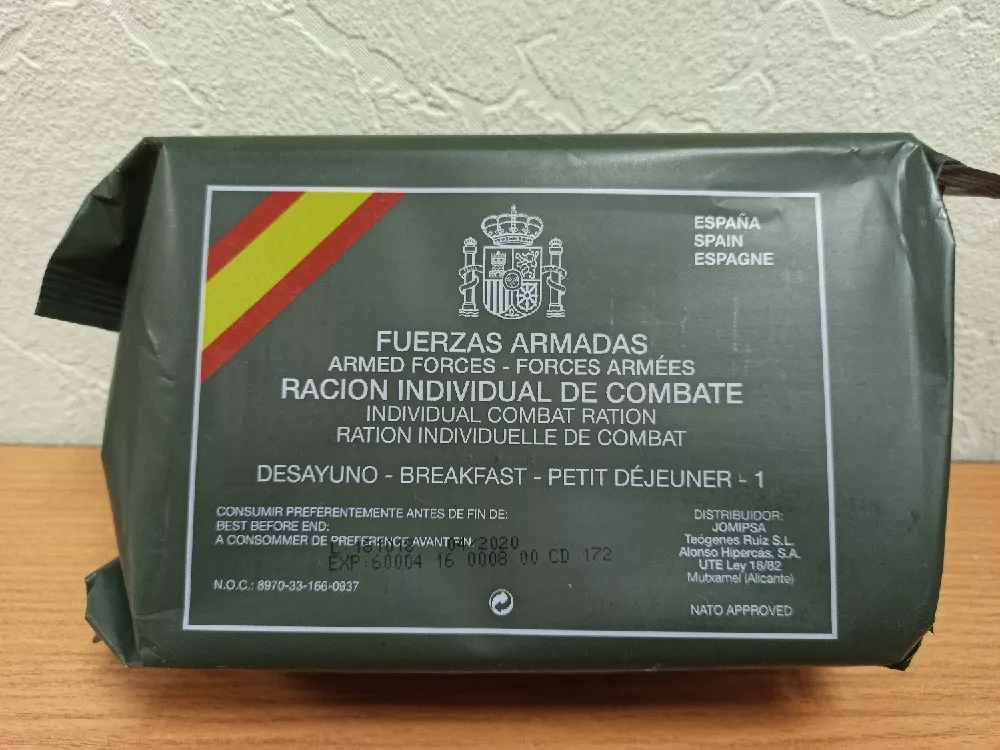 ESPAÑA
SPAIN
ESPAGNE
FUERZAS ARMADAS
ARMED FORCES - FORCES ARMÉES
RACION INDIVIDUAL DE COMBATE
INDIVIDUAL COMBAT RATION
RATION INDIVIDUELLE DE COMBAT
DESAYUNO - BREAKFAST - PETIT DÉJEUNER - 1
CONSUMIR PREFERENTEMENTE ANTES DE FIN DE:
BEST BEFORE END:
A CONSOMMER DE PREFERENCE AVANT FIN:
04/2020
EXP:60004 16 0008 00 CD 172
N.O.C.: 8970-33-166-0937
DISTRIBUIDOR:
JOMIPSA
Teógenes Ruiz S.L.
Alonso Hipercás, S.A.
UTE Ley 18/82
Mutxamel (Alicante)
NATO APPROVED